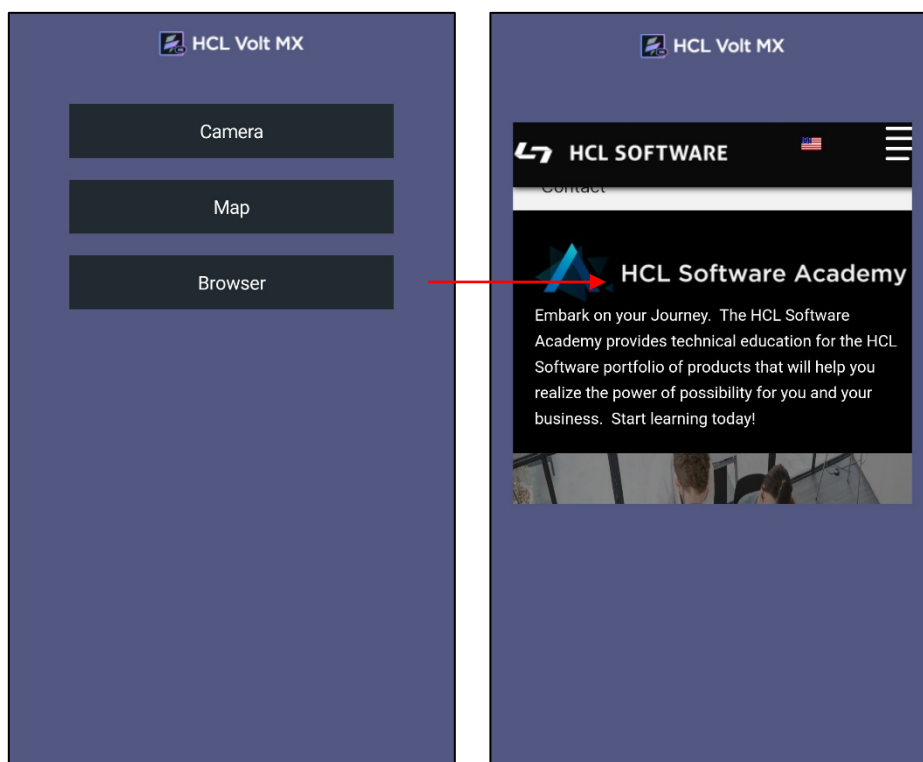 HCL Volt MX
Camera
Map
Browser
HCL Volt MX
HCL SOFTWARE
Contact
HCL Software Academy
Embark on your Journey. The HCL Software
Academy provides technical education for the HCL
Software portfolio of products that will help you
realize the power of possibility for you and your
business. Start learning today!